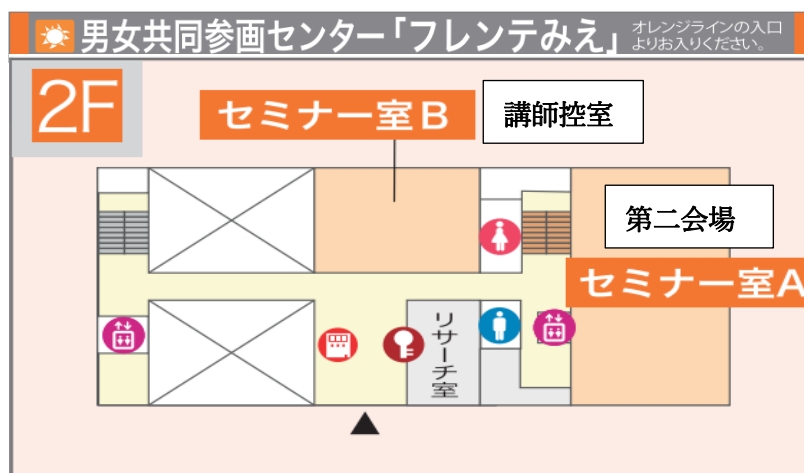 男女共同参画センター「フレンテみえ」
オレンジラインの入口
よりお入りください。
2F
セミナー室B
講師控室
第二会場
セミナー室A
リサーチ室